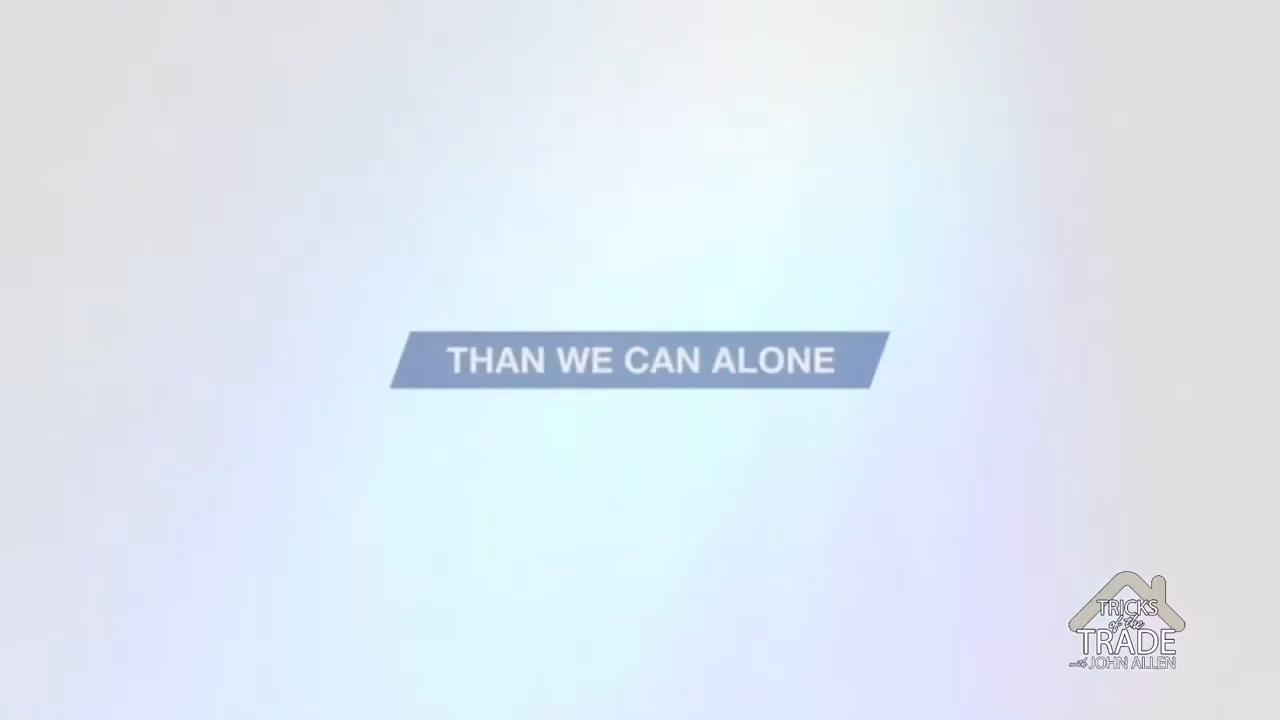 THAN WE CAN ALONE
TRICKS
of the
TRADE
with JOHN ALLEN